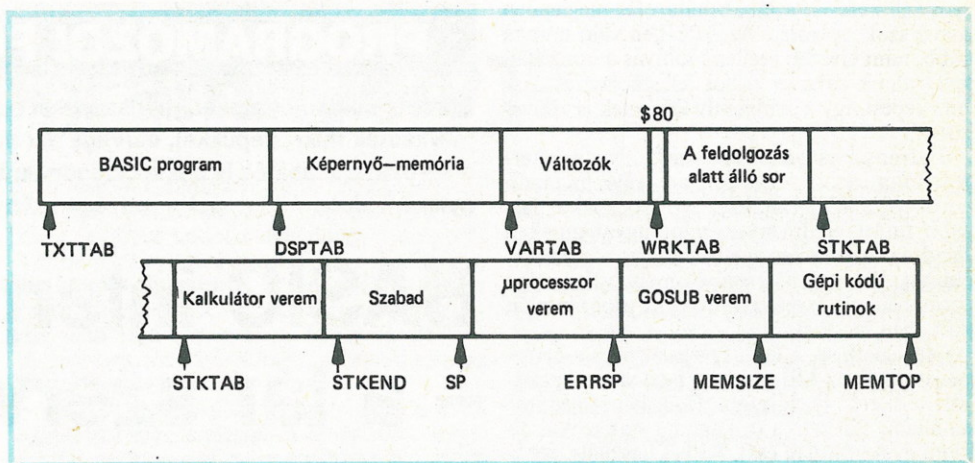 $80
BASIC program
Képernyő–memória
Változók
A feldolgozás
alatt álló sor
TXTTAB
DSPTAB
VARTAB
WRKTAB
STKTAB
Kalkulátor verem
Szabad
μprocesszor
verem
GOSUB verem
Gépi kódú
rutinok
STKTAB
STKEND
SP
ERRSP
MEMSIZE
MEMTOP